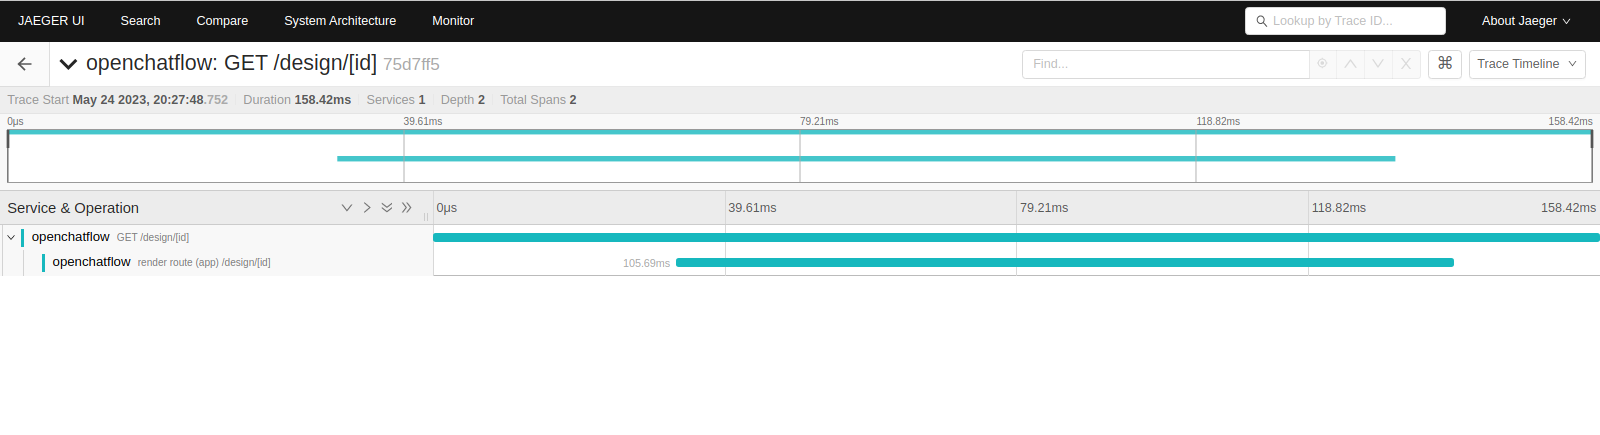 JAEGER UI Search Compare System Architecture Monitor Lookup by Trace ID... About Jaeger
openchatflow: GET /design/[id] 75d7ff5 Find... ⌘ Trace Timeline
Trace Start May 24 2023, 20:27:48.752 Duration 158.42ms Services 1 Depth 2 Total Spans 2
0μs 39.61ms 79.21ms 118.82ms 158.42ms
Service & Operation 0μs 39.61ms 79.21ms 118.82ms 158.42ms
openchatflow GET /design/[id]
openchatflow render route (app) /design/[id] 105.69ms